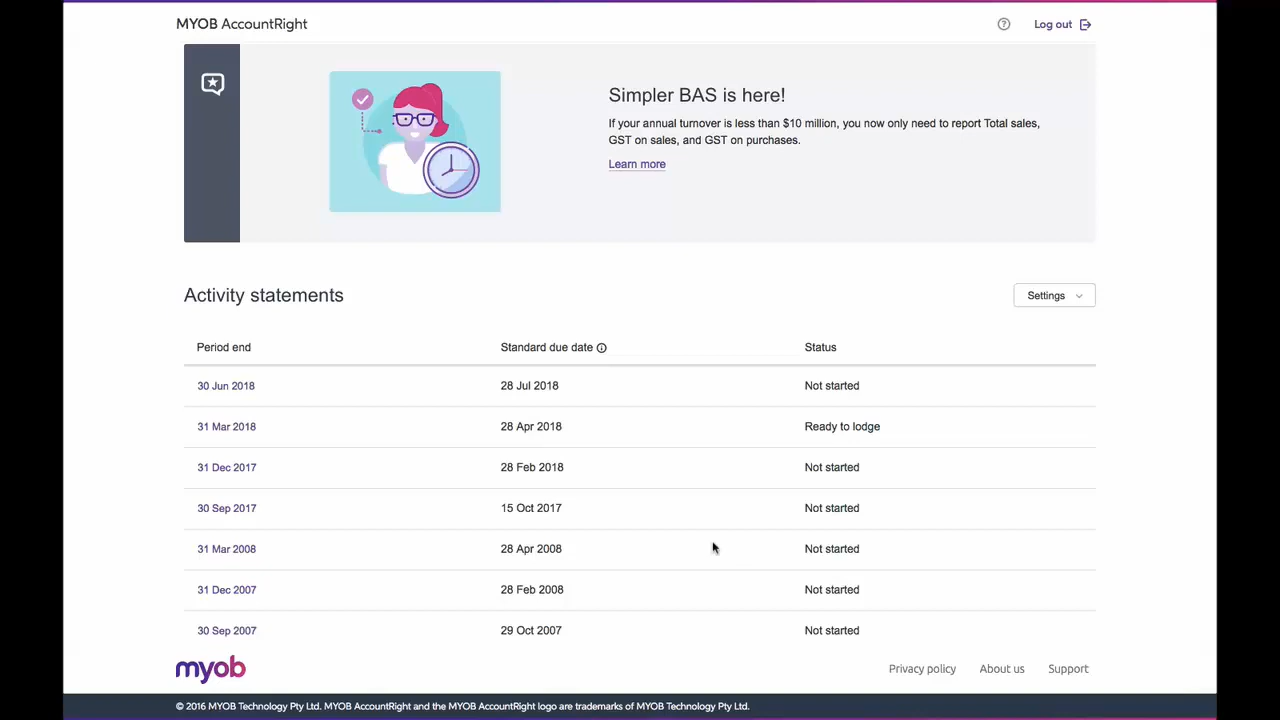 MYOB AccountRight
Log out
Simpler BAS is here!
If your annual turnover is less than $10 million, you now only need to report Total sales,
GST on sales, and GST on purchases.
Learn more
Activity statements
Settings
Period end Standard due date Status
30 Jun 2018 28 Jul 2018 Not started
31 Mar 2018 28 Apr 2018 Ready to lodge
31 Dec 2017 28 Feb 2018 Not started
30 Sep 2017 15 Oct 2017 Not started
31 Mar 2008 28 Apr 2008 Not started
31 Dec 2007 28 Feb 2008 Not started
30 Sep 2007 29 Oct 2007 Not started
myob
Privacy policy About us Support
© 2016 MYOB Technology Pty Ltd. MYOB AccountRight and the MYOB AccountRight logo are trademarks of MYOB Technology Pty Ltd.